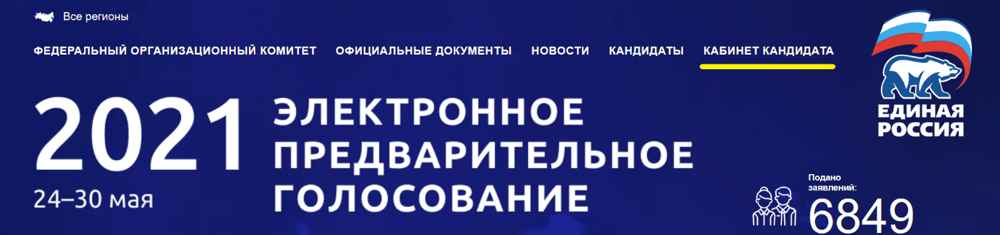 Все регионы
ФЕДЕРАЛЬНЫЙ ОРГАНИЗАЦИОННЫЙ КОМИТЕТ ОФИЦИАЛЬНЫЕ ДОКУМЕНТЫ НОВОСТИ КАНДИДАТЫ КАБИНЕТ КАНДИДАТА
ЕДИНАЯ
РОССИЯ
2021
24–30 мая
ЭЛЕКТРОННОЕ
ПРЕДВАРИТЕЛЬНОЕ
ГОЛОСОВАНИЕ
Подано
заявлений:
6849